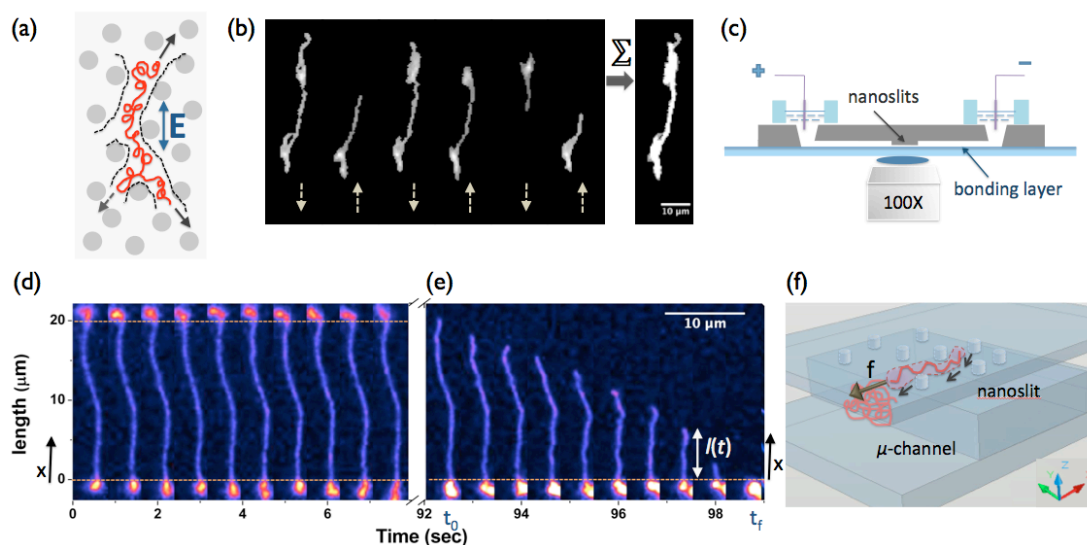 (a)
E
(b)
Σ
10 μm
(c)
+
−
nanoslits
bonding layer
100X
(d)
length (μm)
20
10
0
x
0
2
4
6
(e)
10 μm
l(t)
x
92
94
96
98
t0
tf
Time (sec)
(f)
f
nanoslit
μ-channel
Y
Z
X